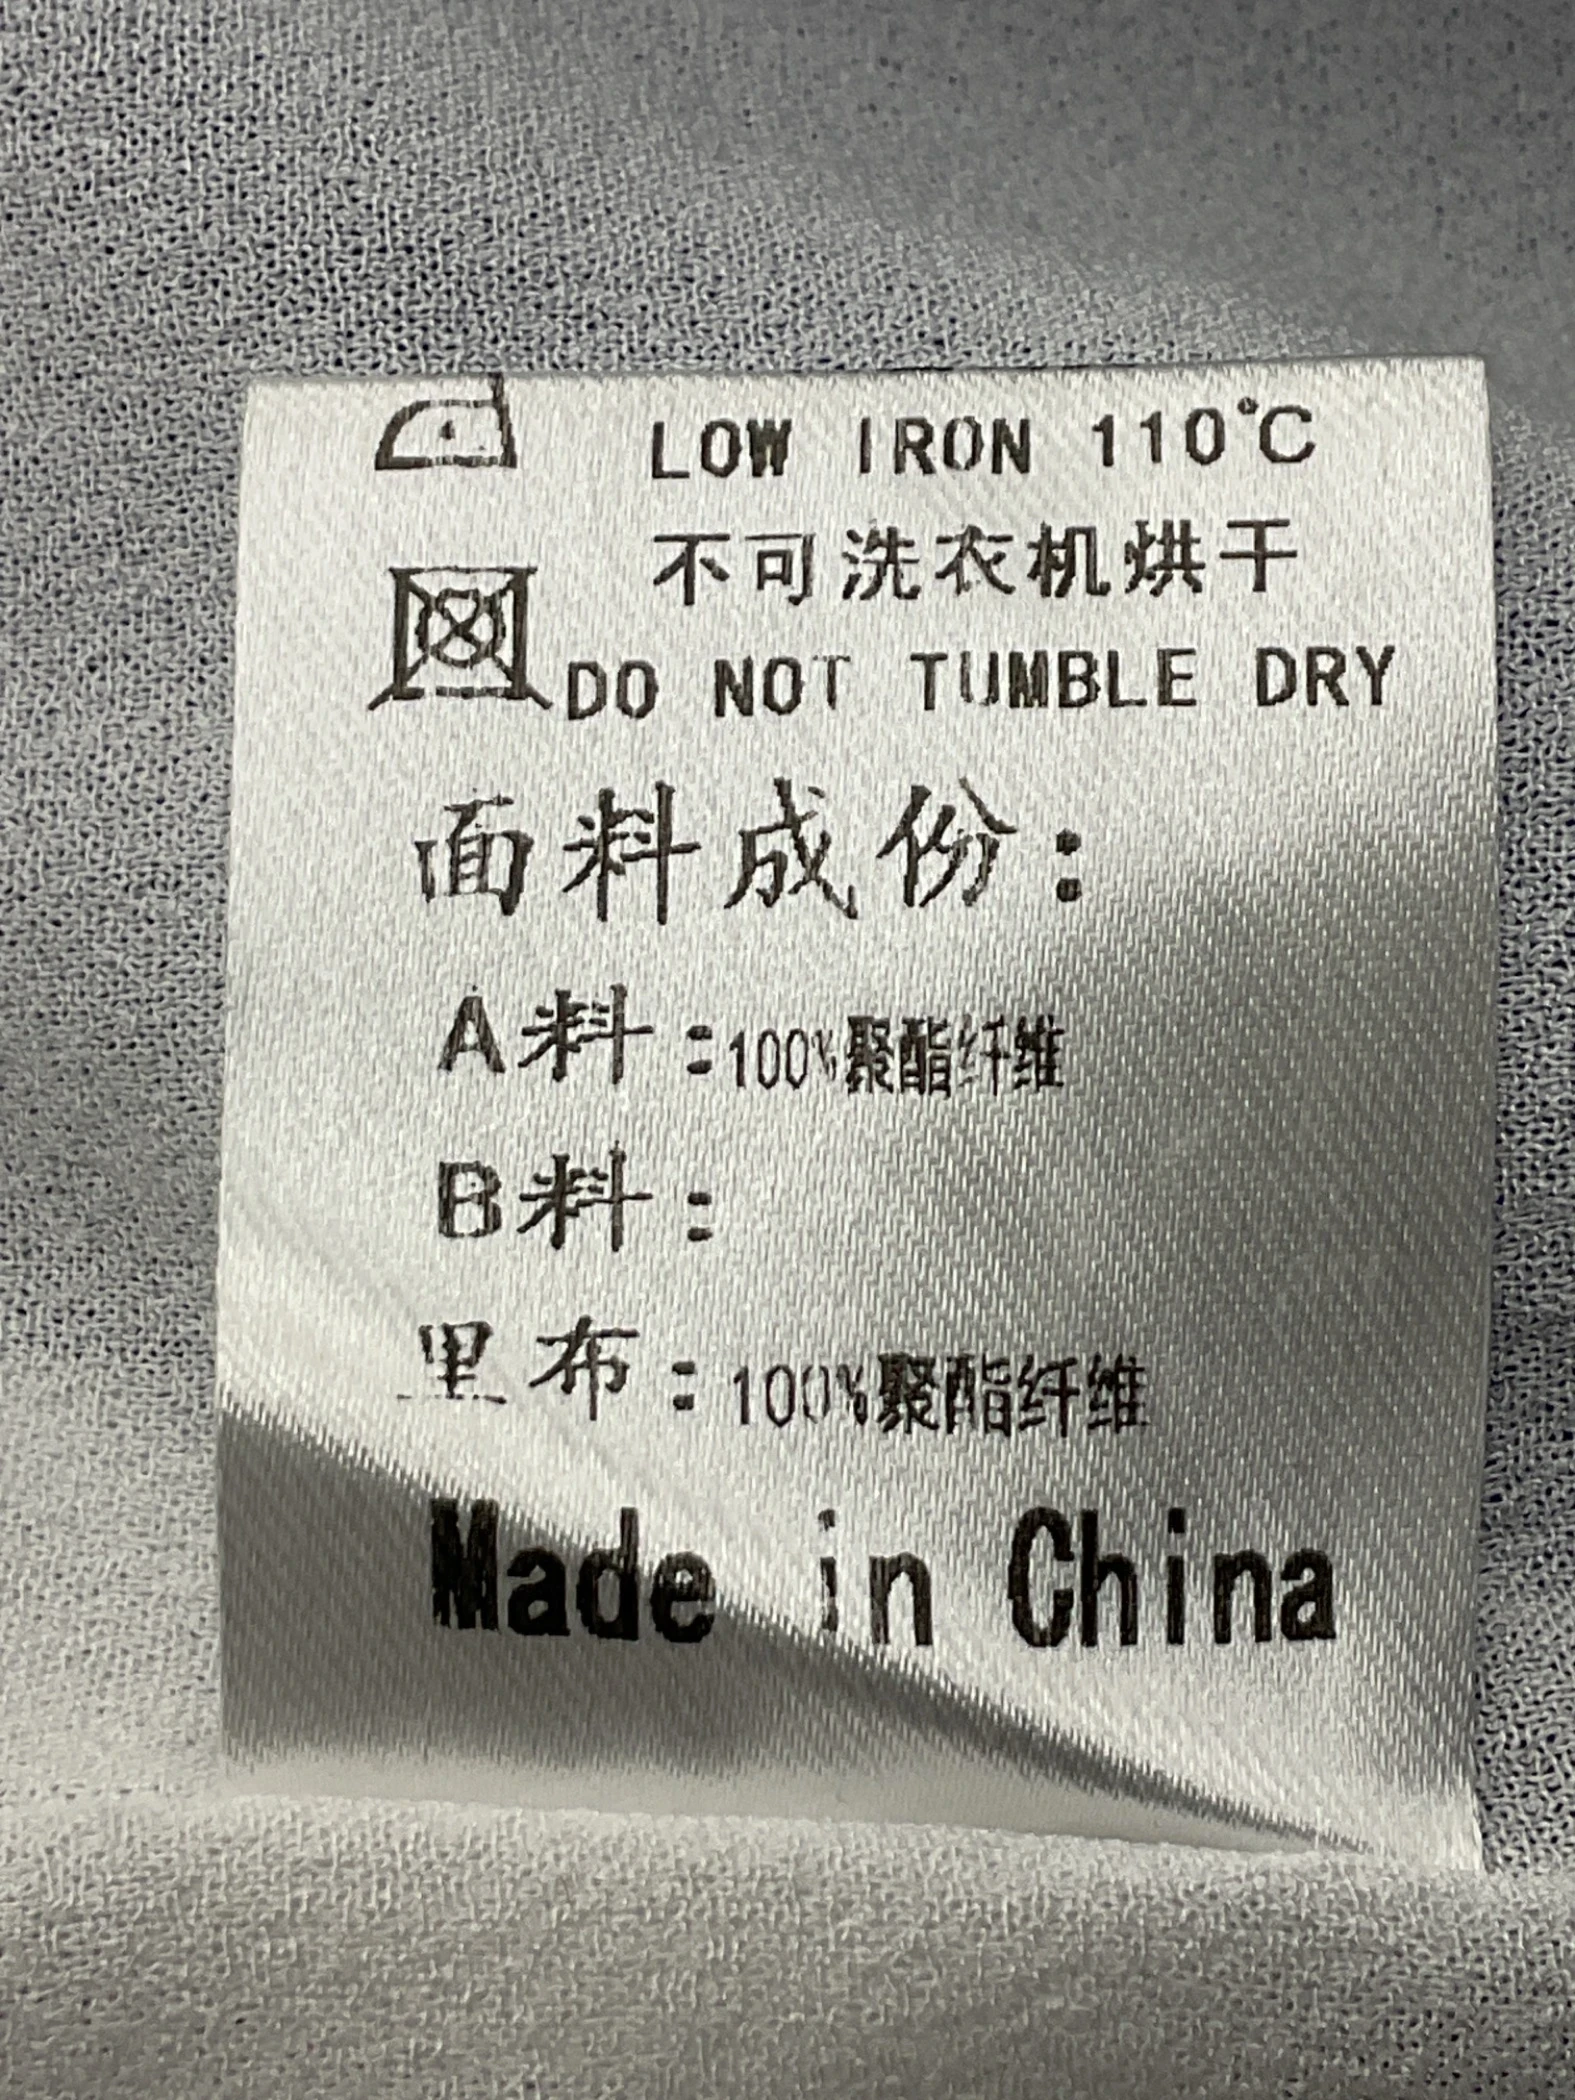 LOW IRON 110°C
不可洗衣机烘干
DO NOT TUMBLE DRY
面料成份:
A料:100%聚酯纤维
B料:
里布:100%聚酯纤维
Made in China